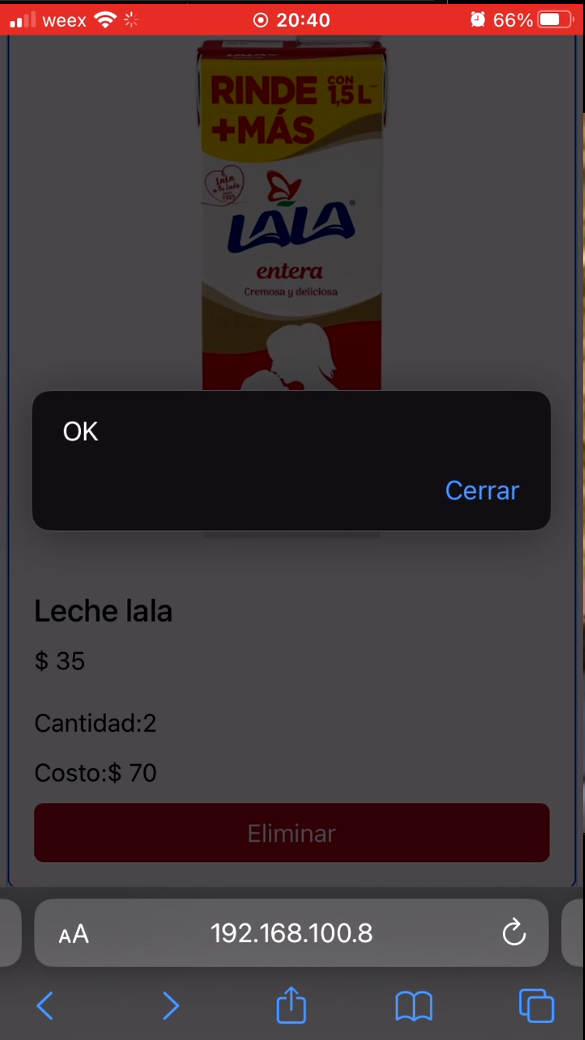 weex 20:40 66%
RINDE CON 1,5 L
+MÁS
LALA
entera
Cremosa y deliciosa
OK
Cerrar
Leche lala
$ 35
Cantidad:2
Costo:$ 70
Eliminar
AA 192.168.100.8